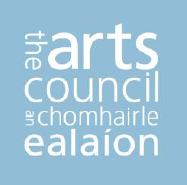 the arts
council
an chomhairle
ealaíon